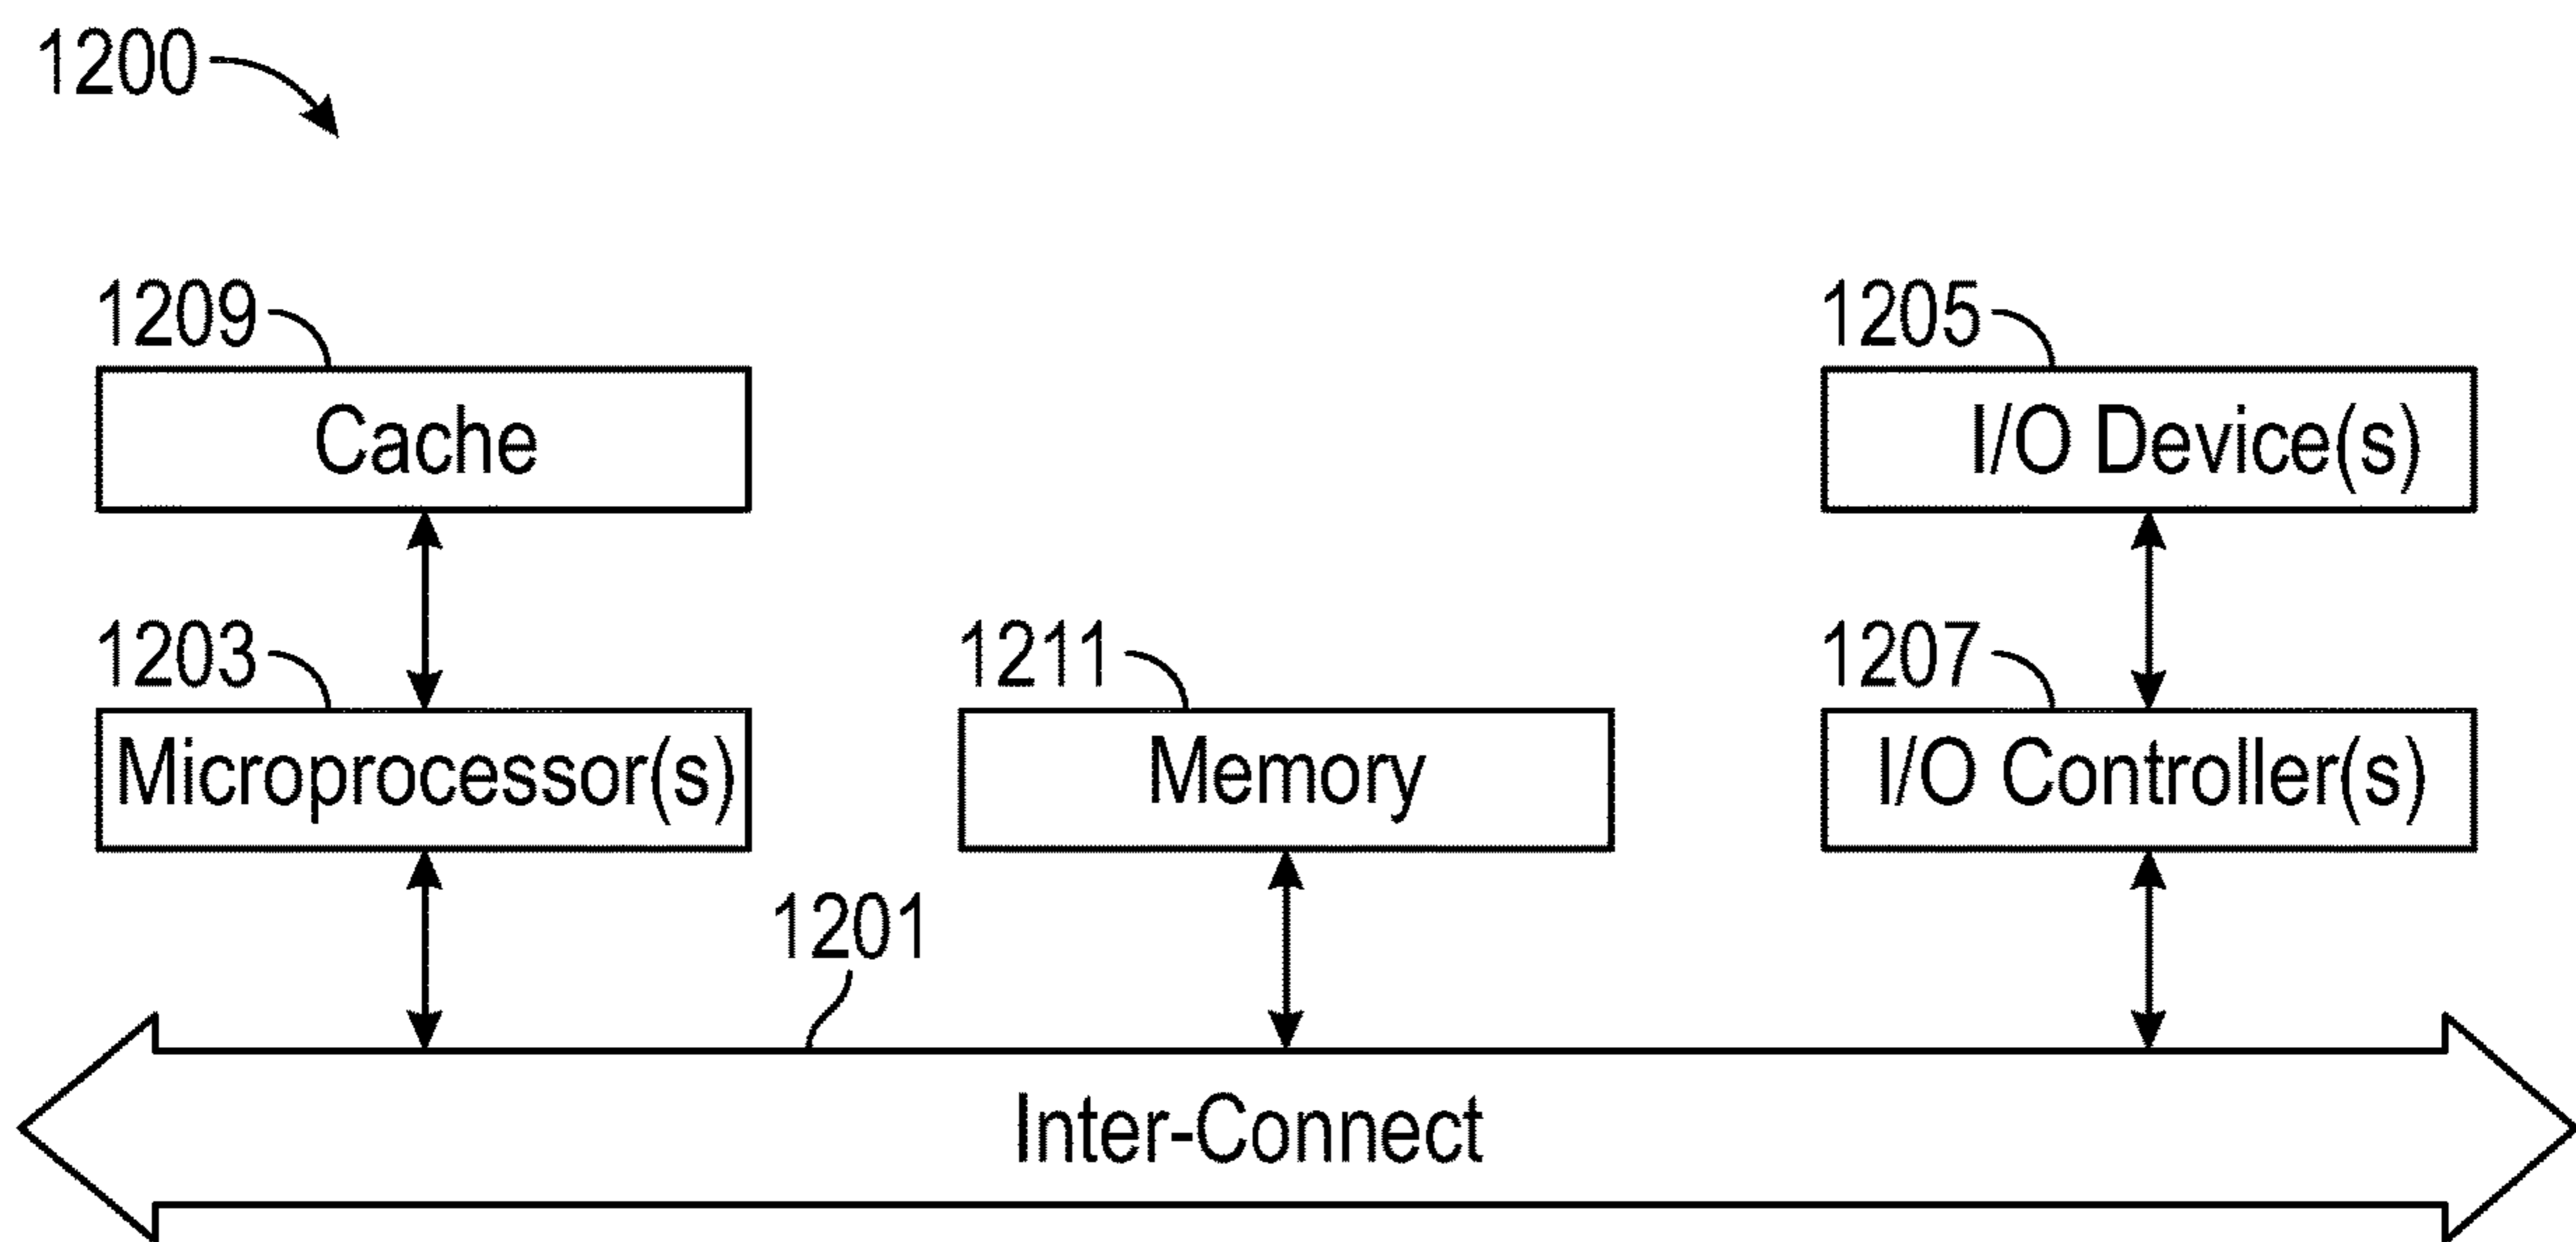 1200
1209
1205
Cache
I/O Device(s)
1203
1211
1207
Microprocessor(s)
Memory
I/O Controller(s)
1201
Inter-Connect